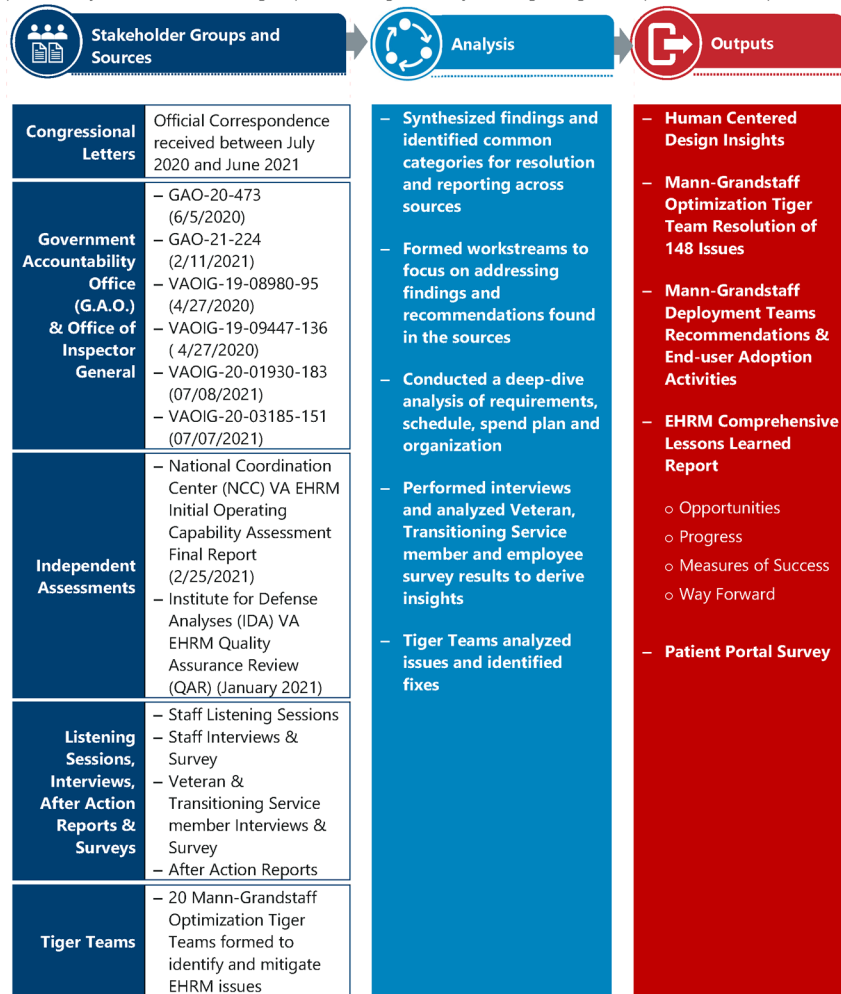 Stakeholder Groups and
Sources
Analysis
Outputs
Congressional
Letters
Official Correspondence
received between July
2020 and June 2021
Government
Accountability
Office
(G.A.O.)
& Office of
Inspector
General
– GAO-20-473
(6/5/2020)
– GAO-21-224
(2/11/2021)
– VAOIG-19-08980-95
(4/27/2020)
– VAOIG-19-09447-136
( 4/27/2020)
– VAOIG-20-01930-183
(07/08/2021)
– VAOIG-20-03185-151
(07/07/2021)
Independent
Assessments
– National Coordination
Center (NCC) VA EHRM
Initial Operating
Capability Assessment
Final Report
(2/25/2021)
– Institute for Defense
Analyses (IDA) VA
EHRM Quality
Assurance Review
(QAR) (January 2021)
Listening
Sessions,
Interviews,
After Action
Reports &
Surveys
– Staff Listening Sessions
– Staff Interviews &
Survey
– Veteran &
Transitioning Service
member Interviews &
Survey
– After Action Reports
Tiger Teams
– 20 Mann-Grandstaff
Optimization Tiger
Teams formed to
identify and mitigate
EHRM issues
– Synthesized findings and
identified common
categories for resolution
and reporting across
sources
– Formed workstreams to
focus on addressing
findings and
recommendations found
in the sources
– Conducted a deep-dive
analysis of requirements,
schedule, spend plan and
organization
– Performed interviews
and analyzed Veteran,
Transitioning Service
member and employee
survey results to derive
insights
– Tiger Teams analyzed
issues and identified
fixes
– Human Centered
Design Insights
– Mann-Grandstaff
Optimization Tiger
Team Resolution of
148 Issues
– Mann-Grandstaff
Deployment Teams
Recommendations &
End-user Adoption
Activities
– EHRM Comprehensive
Lessons Learned
Report
o Opportunities
o Progress
o Measures of Success
o Way Forward
– Patient Portal Survey